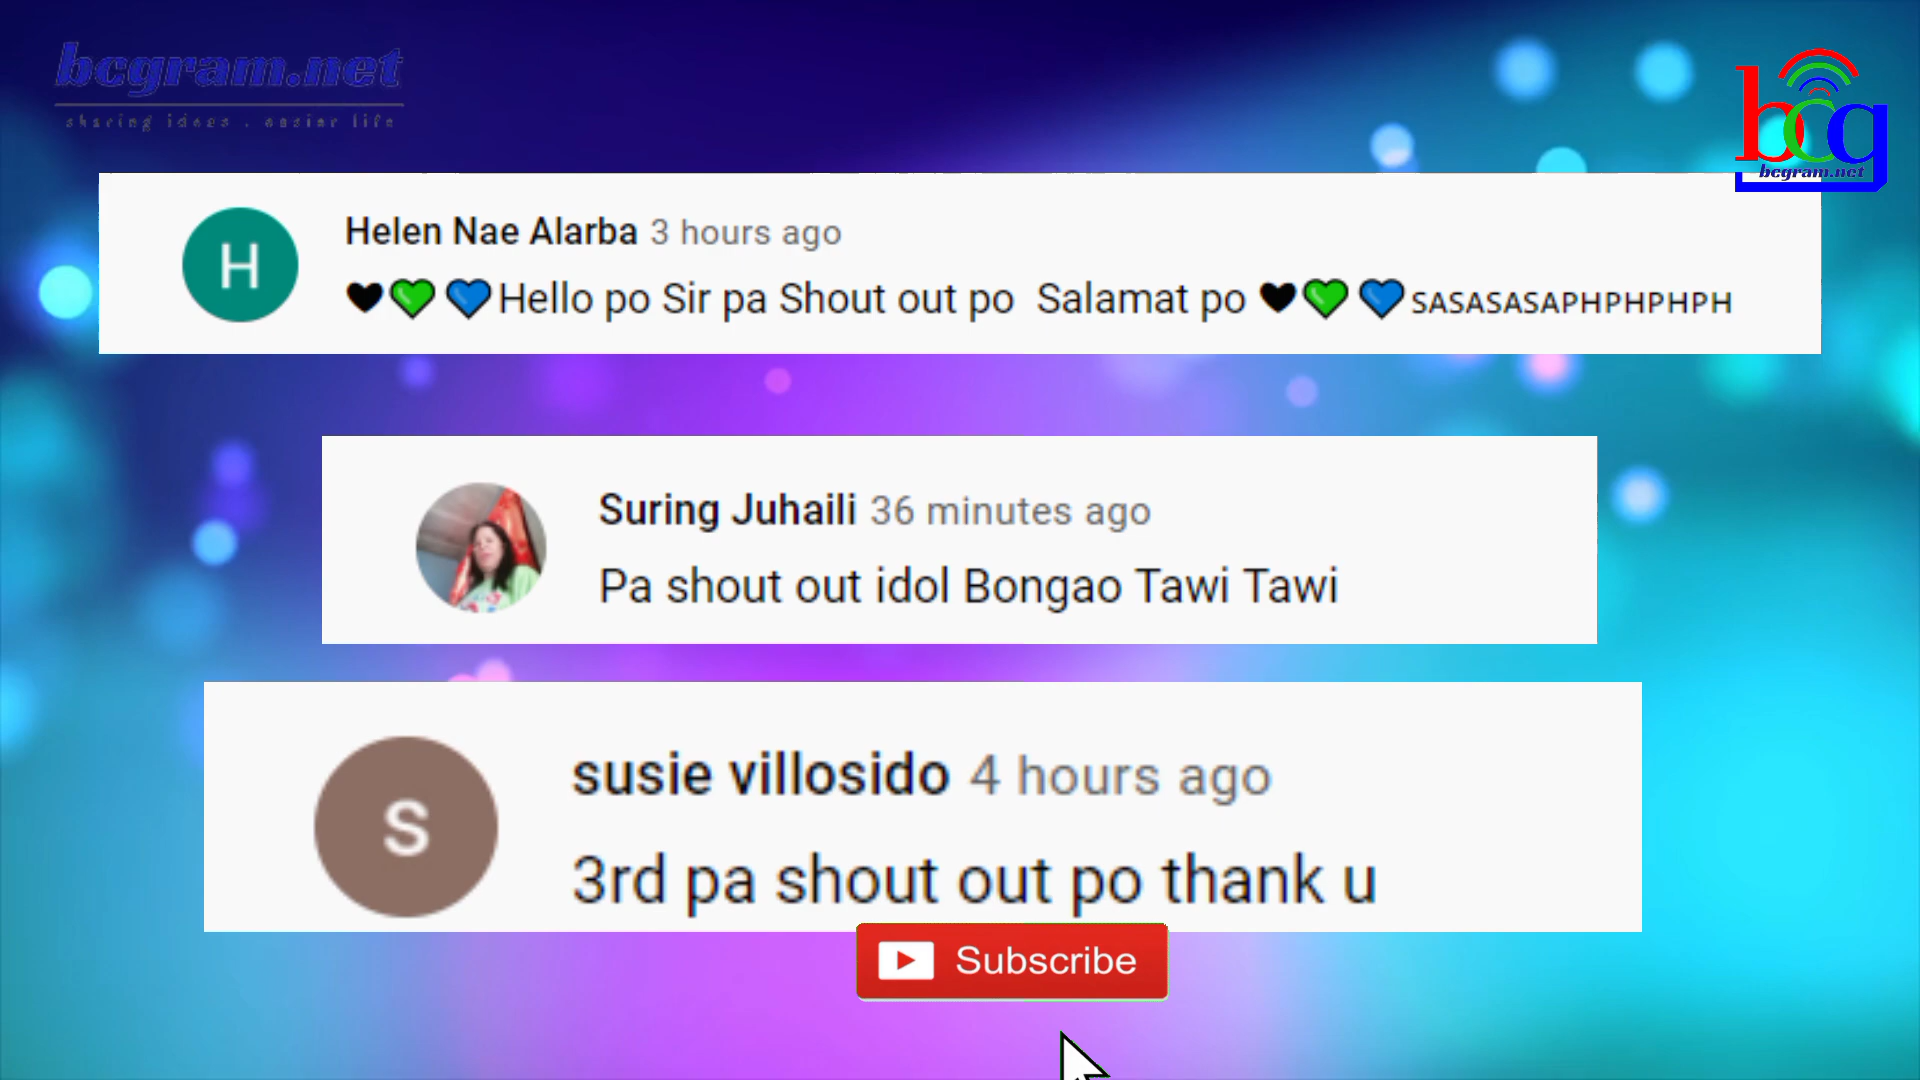 bcgram.net
sharing ideas . easier life
bcg
bcgram.net
H
Helen Nae Alarba 3 hours ago
🖤💚💙Hello po Sir pa Shout out po Salamat po 🖤💚💙SASASASAPHPHPHPH
Suring Juhaili 36 minutes ago
Pa shout out idol Bongao Tawi Tawi
S
susie villosido 4 hours ago
3rd pa shout out po thank u
Subscribe